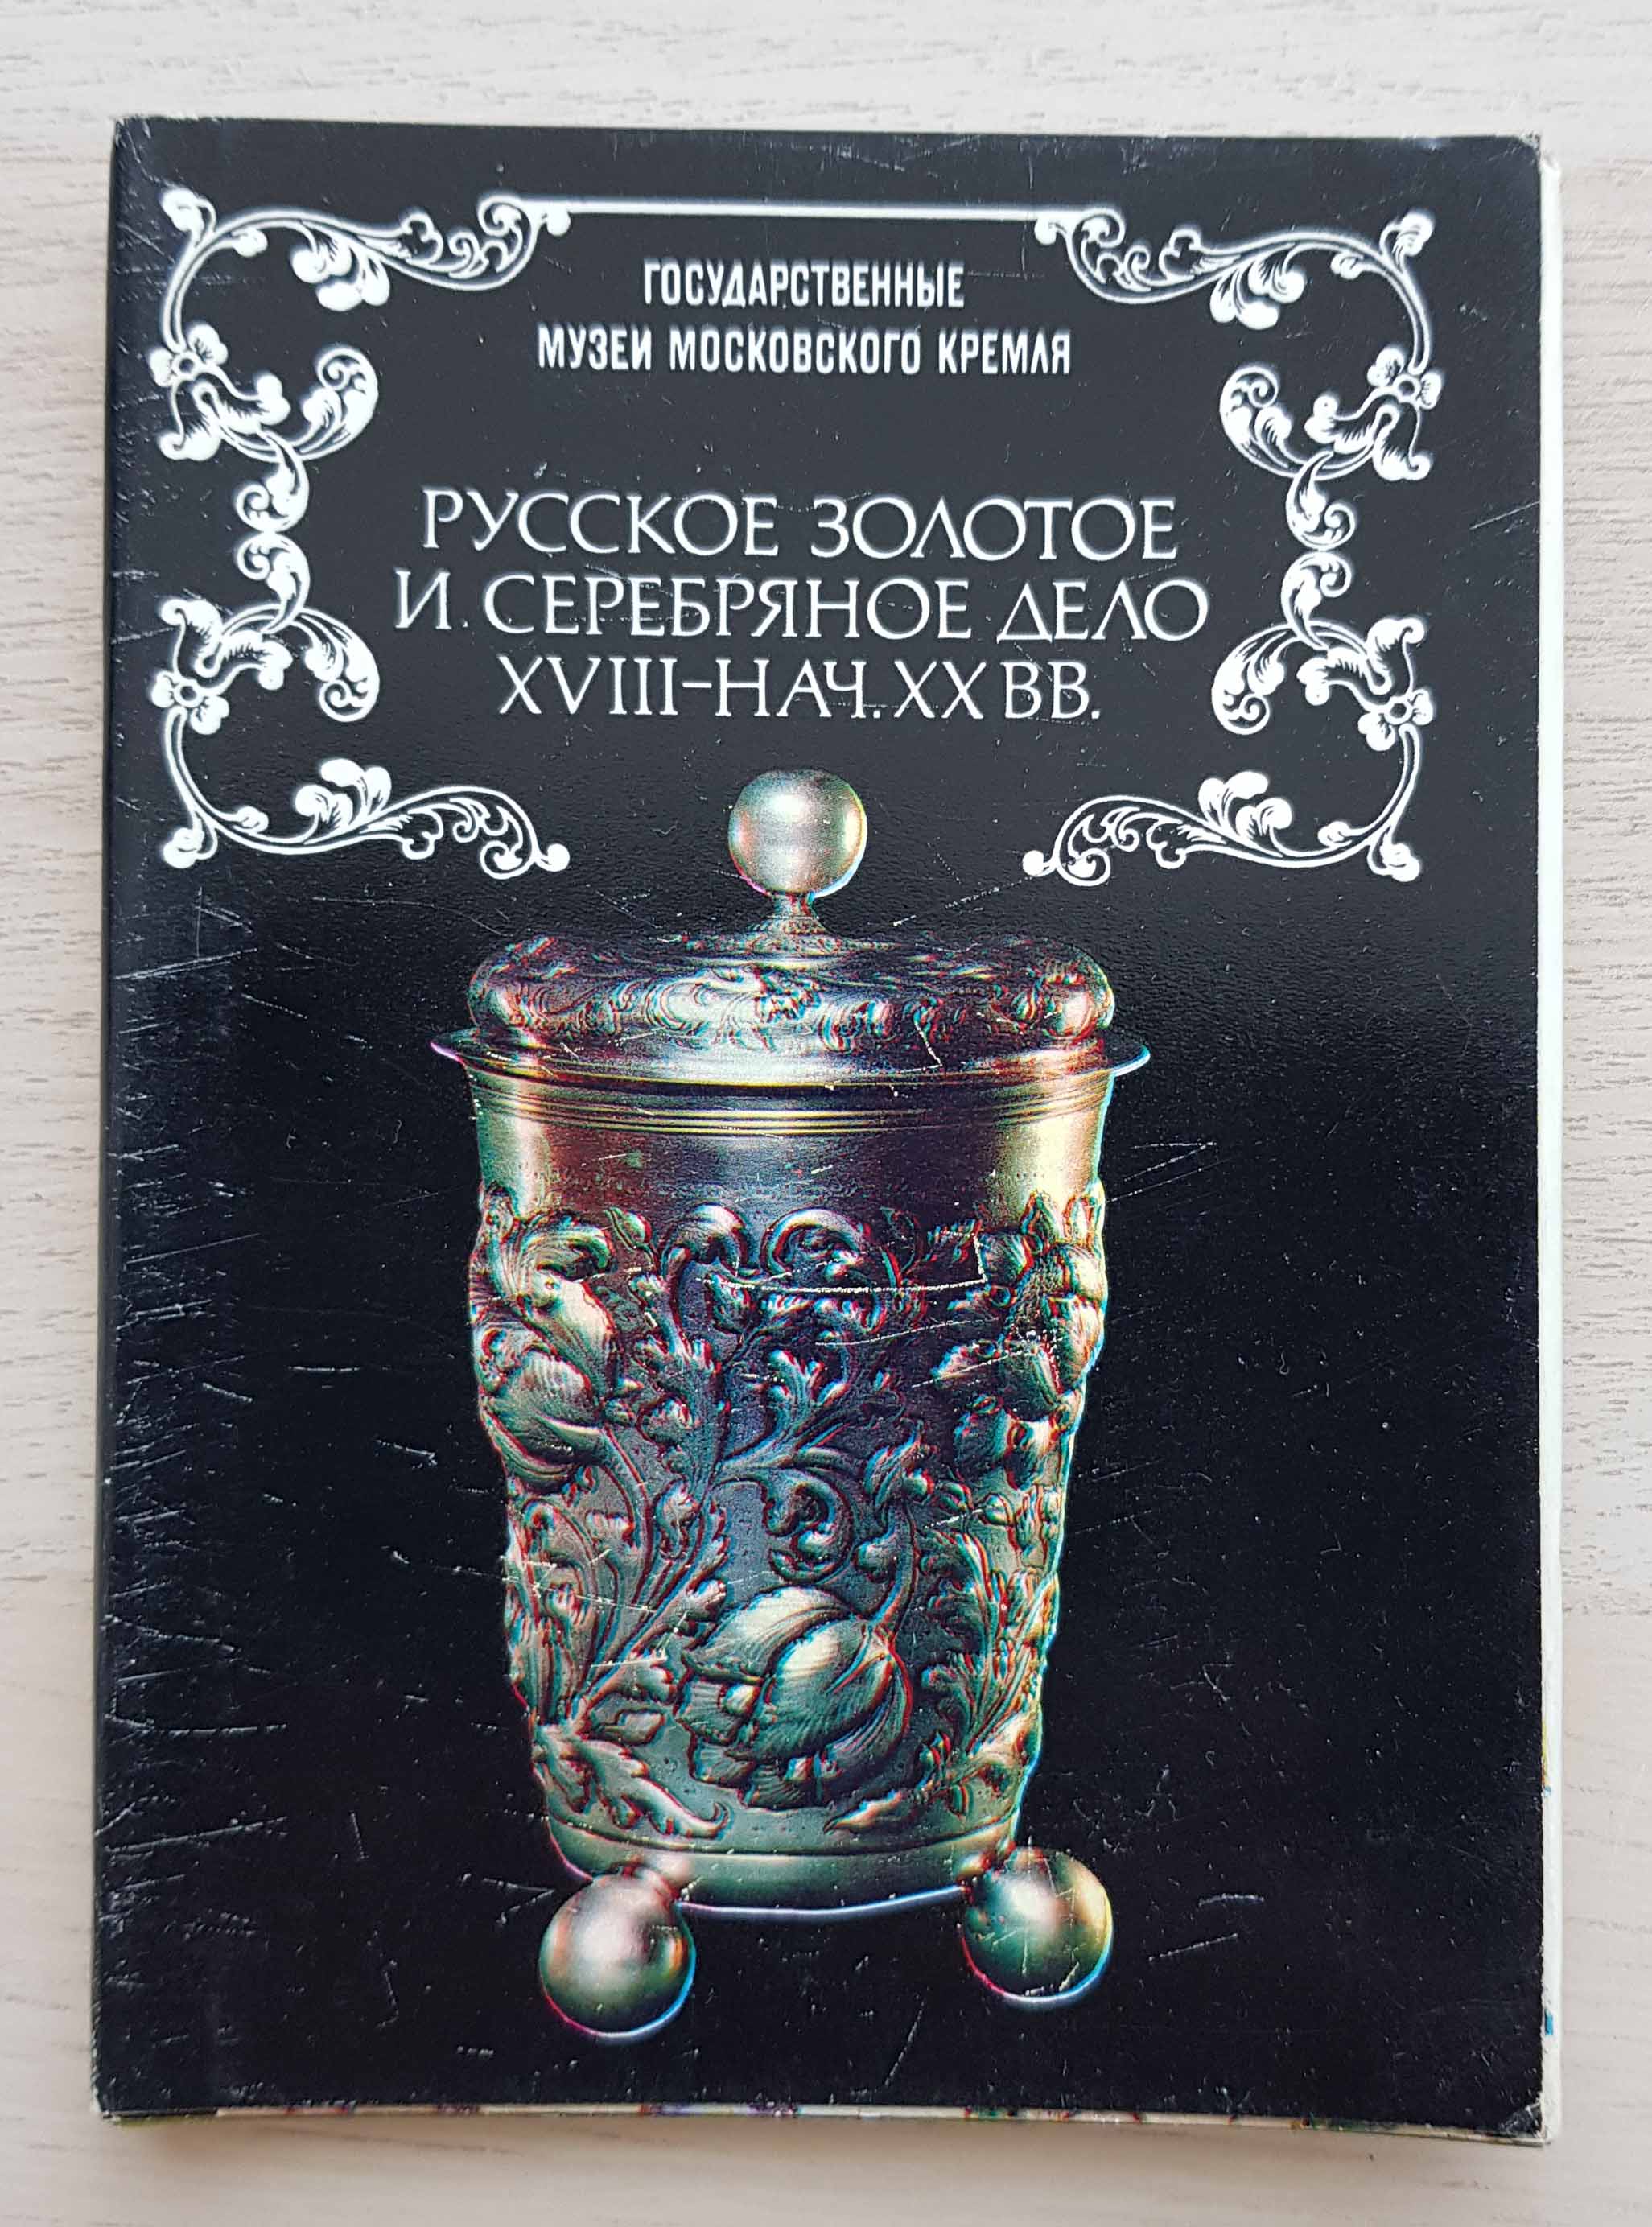 ГОСУДАРСТВЕННЫЕ
МУЗЕИ МОСКОВСКОГО КРЕМЛЯ
РУССКОЕ ЗОЛОТОЕ
И СЕРЕБРЯНОЕ ДЕЛО
XVIII-НАЧ. XX ВВ.